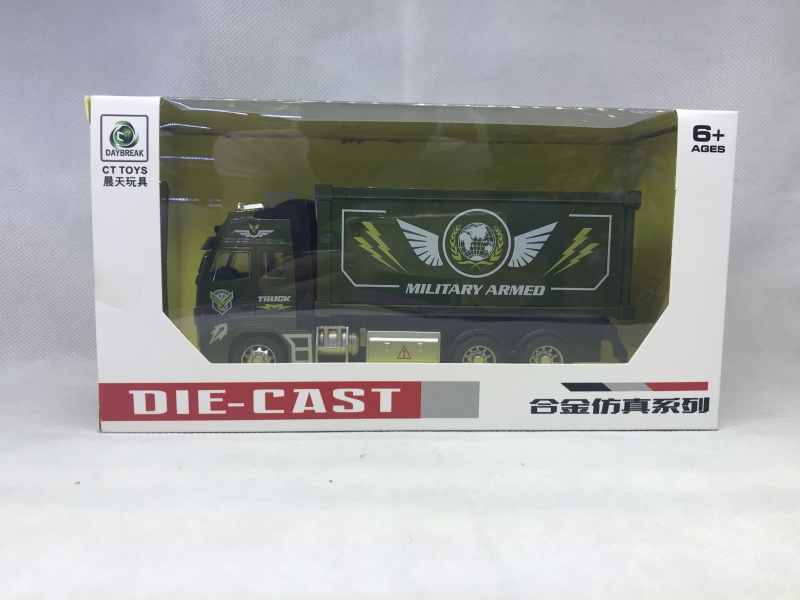 DAYBREAK
CT TOYS
晨天玩具
6+
AGES
TRUCK
MILITARY ARMED
DIE-CAST
合金仿真系列